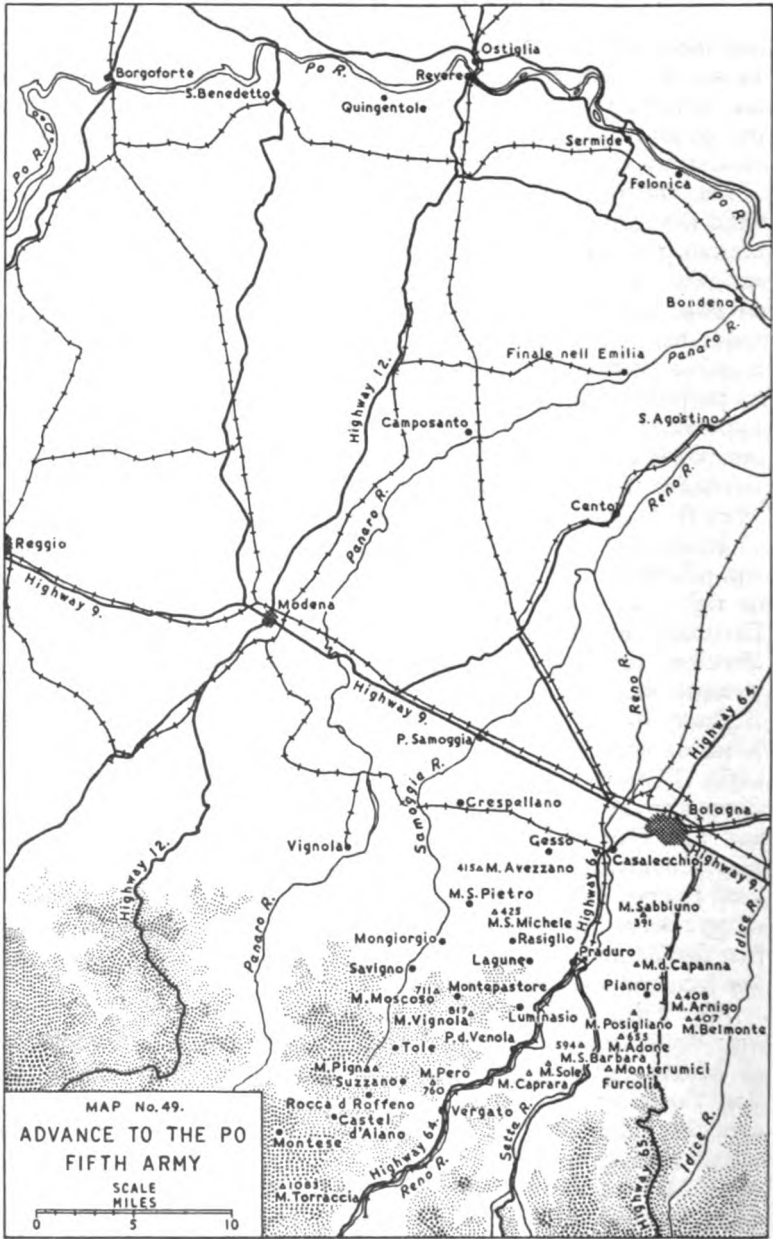 Ostiglia
Po R.
Borgoforte
Revere
S. Benedetto
Quingentole
Po R.
Sermide
Felonica
Po R.
Bondeno
Panaro R.
Finale nell Emilia
Highway 12.
Camposanto
S. Agostino
Reno R.
Panaro R.
Cento
Reggio
Highway 9.
Modena
Reno R.
Highway 9.
Highway 64.
P. Samoggia
Samoggia R.
Crespellano
Bologna
Vignola
Gesso
Highway 64.
Casalecchio
Highway 9.
415 M. Avezzano
Highway 12.
M.S. Pietro
M. Sabbiuno
391
425
M.S. Michele
Idice R.
Panaro R.
Mongiorgio
Rasiglio
Praduro
Lagune
M.d. Capanna
Savigno
711
Montepastore
Pianoro
408
M. Moscoso
M. Arnigo
817
M. Vignola
Luminasio
M. Posigliano
407
M. Belmonte
655
P.d. Venola
594
M. Adore
Tole
M.S. Barbara
M. Pigna
M. Pero
M. Sole
Monterumici
Suzzano
760
M. Caprara
Furcoli
Rocca d Roffeno
Vergato
Castel
d'Aiano
Montese
Highway 64.
Reno R.
Setta R.
Highway 65.
Idice R.
1083
M. Torraccia
MAP No. 49.
ADVANCE TO THE PO
FIFTH ARMY
SCALE
MILES
0 5 10